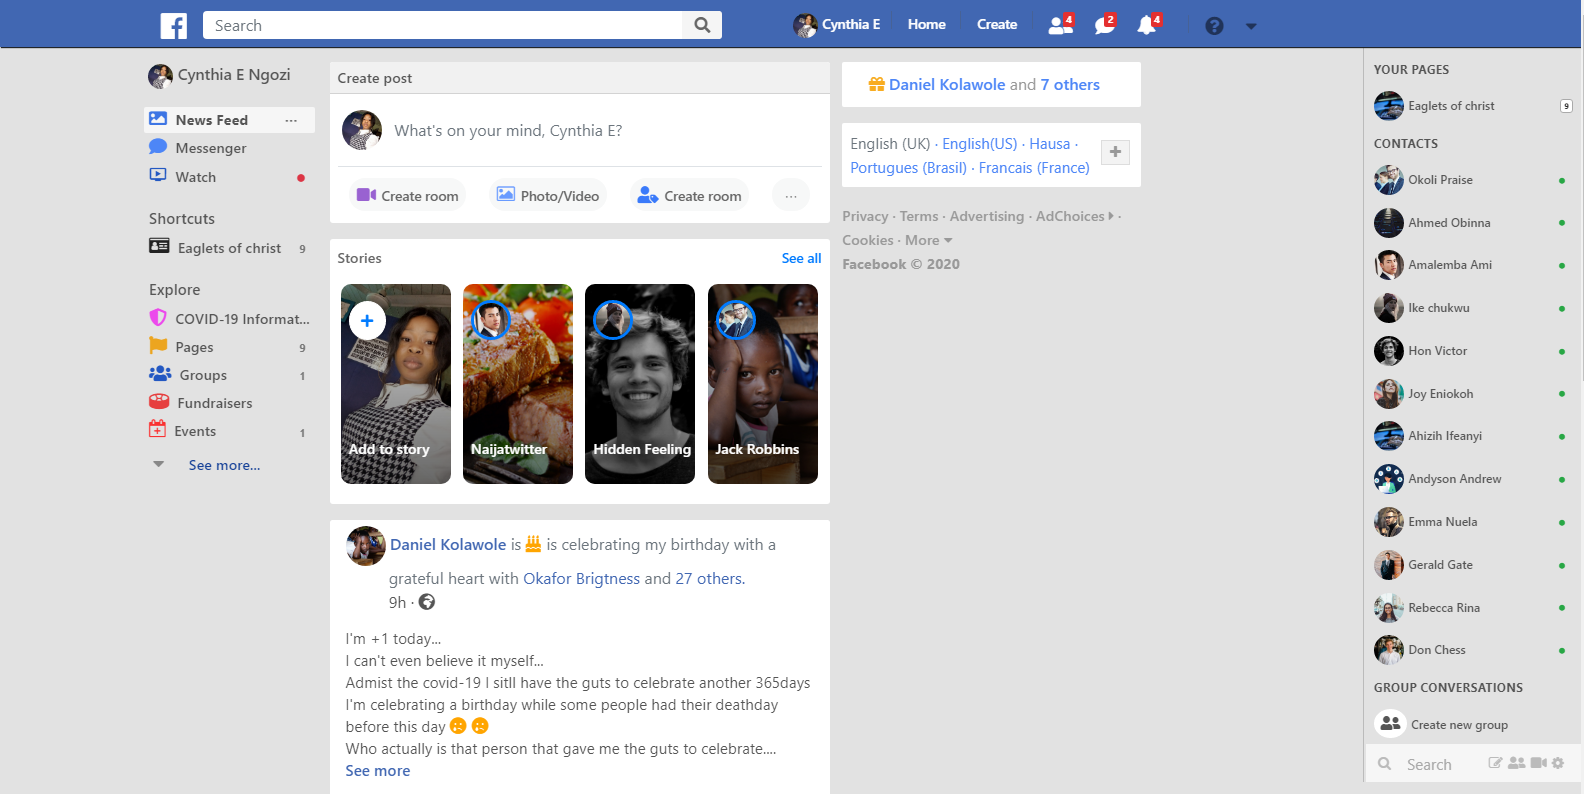 Search
Cynthia E
Home
Create
4
2
4
Cynthia E Ngozi
News Feed
Messenger
Watch
Shortcuts
Eaglets of christ 9
Explore
COVID-19 Informat...
Pages 9
Groups 1
Fundraisers
Events 1
See more...
Create post
What's on your mind, Cynthia E?
Create room
Photo/Video
Create room
Stories
See all
Add to story
Naijatwitter
Hidden Feeling
Jack Robbins
Daniel Kolawole is is celebrating my birthday with a
grateful heart with Okafor Brigtness and 27 others.
9h ·
I'm +1 today...
I can't even believe it myself...
Admist the covid-19 I sitll have the guts to celebrate another 365days
I'm celebrating a birthday while some people had their deathday
before this day
Who actually is that person that gave me the guts to celebrate....
See more
Daniel Kolawole and 7 others
English (UK) · English(US) · Hausa ·
Portugues (Brasil) · Francais (France)
Privacy · Terms · Advertising · AdChoices ·
Cookies · More
Facebook © 2020
YOUR PAGES
Eaglets of christ 9
CONTACTS
Okoli Praise
Ahmed Obinna
Amalemba Ami
Ike chukwu
Hon Victor
Joy Eniokoh
Ahizih Ifeanyi
Andyson Andrew
Emma Nuela
Gerald Gate
Rebecca Rina
Don Chess
GROUP CONVERSATIONS
Create new group
Search